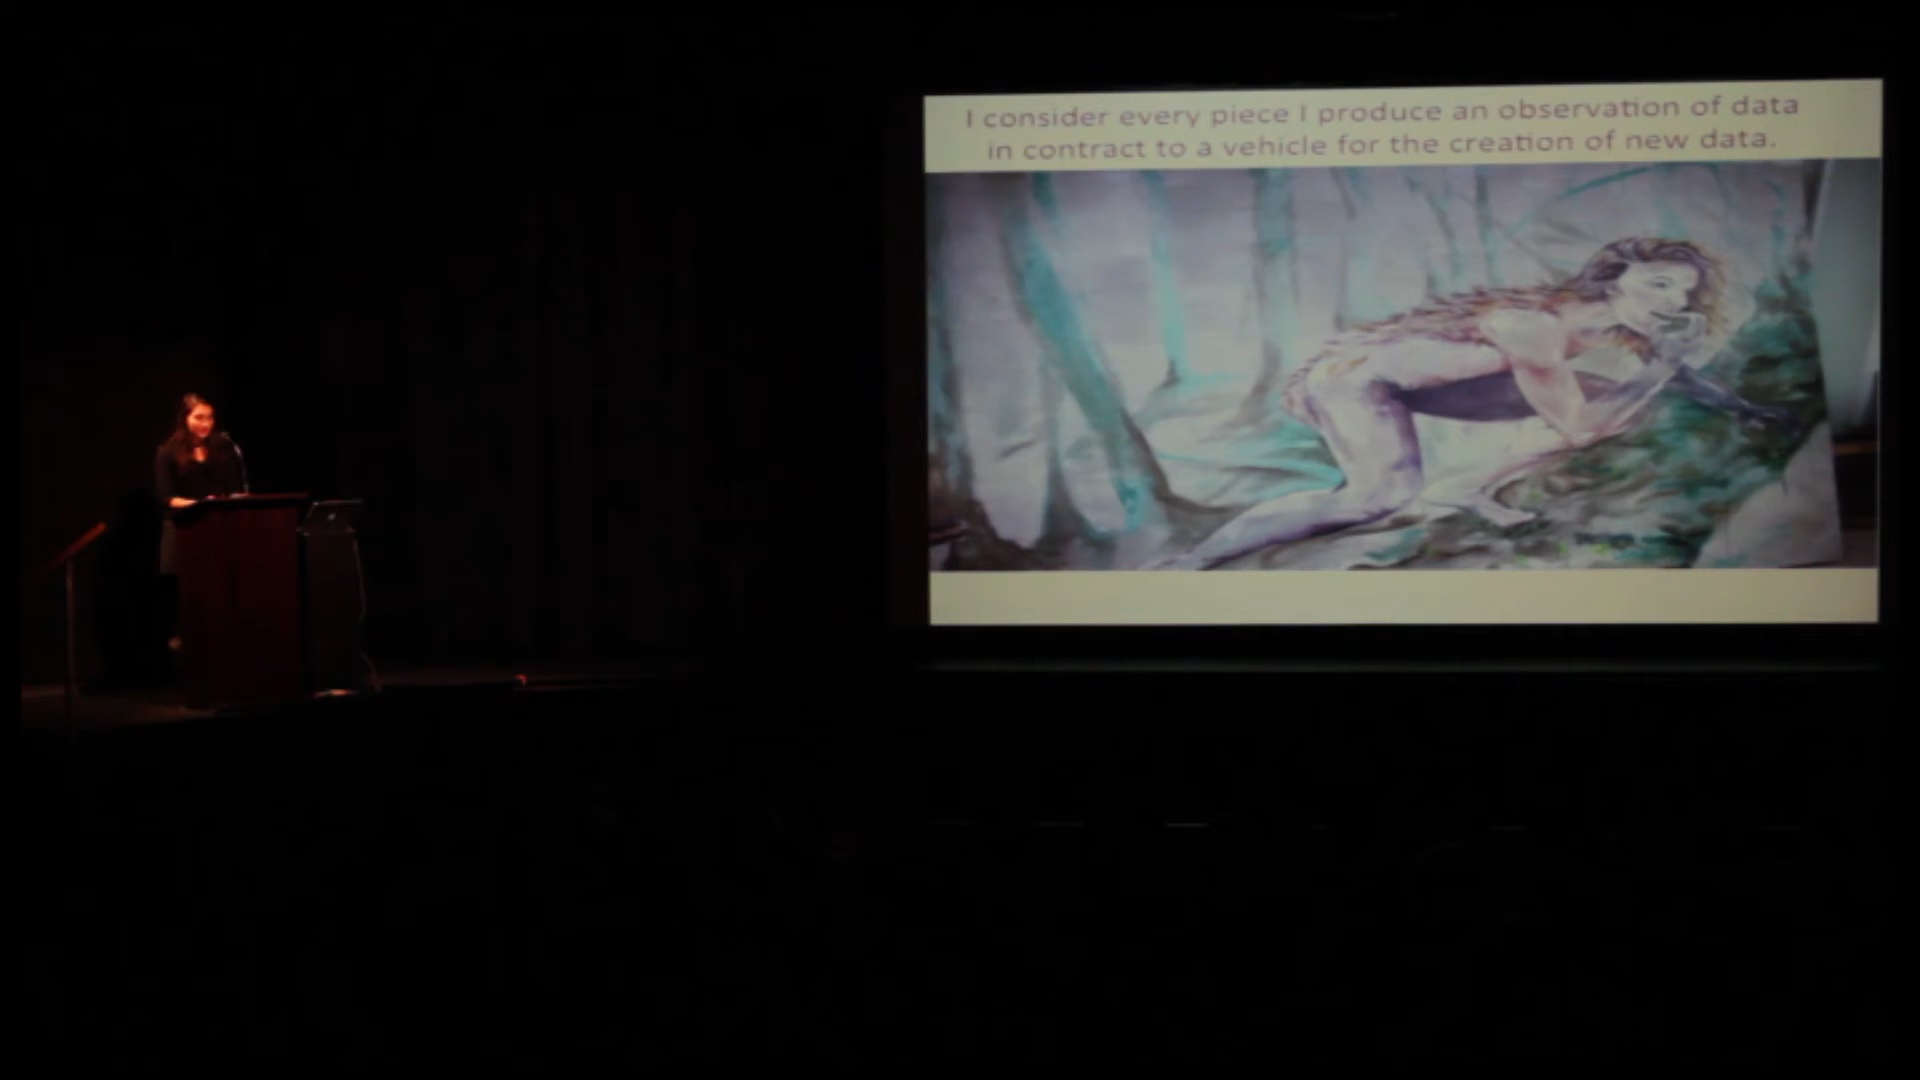 I consider every piece I produce an observation of data
in contract to a vehicle for the creation of new data.